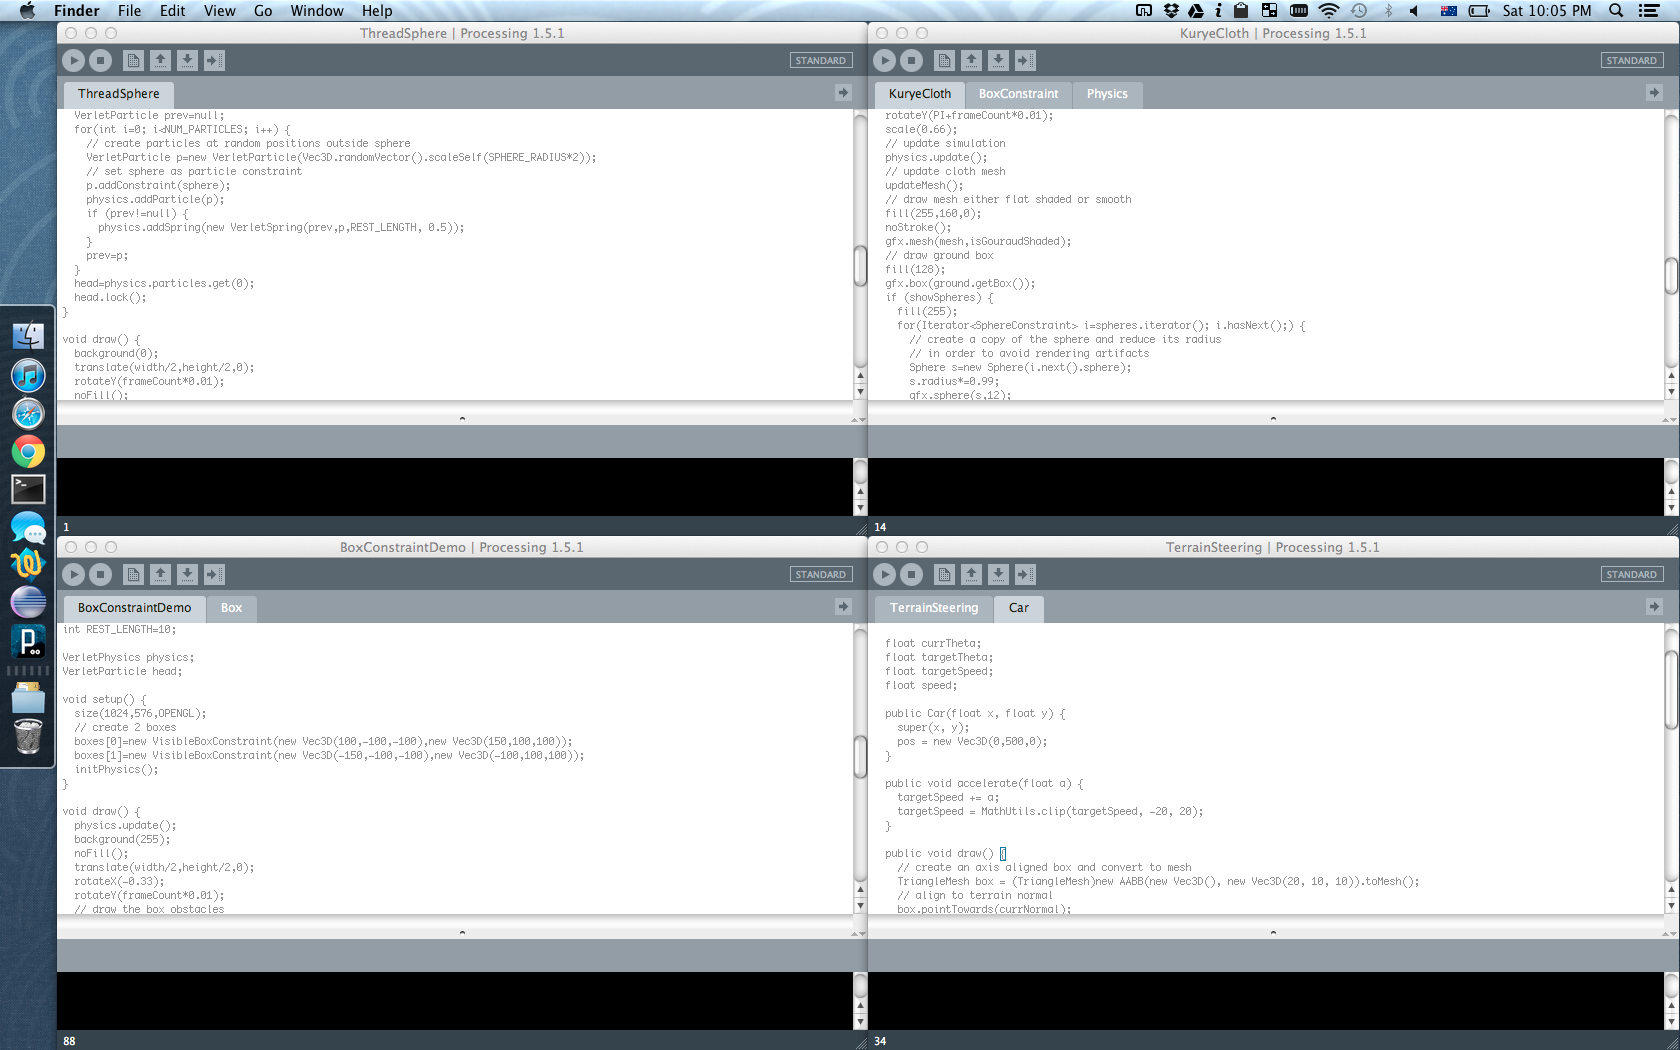 Finder File Edit View Go Window Help
Sat 10:05 PM
ThreadSphere | Processing 1.5.1
STANDARD
ThreadSphere
VerletParticle prev=null;
for(int i=0; i<NUM_PARTICLES; i++) {
// create particles at random positions outside sphere
VerletParticle p=new VerletParticle(Vec3D.randomVector().scaleSelf(SPHERE_RADIUS*2));
// set sphere as particle constraint
p.addConstraint(sphere);
physics.addParticle(p);
if (prev!=null) {
physics.addSpring(new VerletSpring(prev,p,REST_LENGTH, 0.5));
}
prev=p;
}
head=physics.particles.get(0);
head.lock();
}
void draw() {
background(0);
translate(width/2,height/2,0);
rotateY(frameCount*0.01);
noFill();
1
KuryeCloth | Processing 1.5.1
STANDARD
KuryeCloth BoxConstraint Physics
rotateY(PI+frameCount*0.01);
scale(0.66);
// update simulation
physics.update();
// update cloth mesh
updateMesh();
// draw mesh either flat shaded or smooth
fill(255,160,0);
noStroke();
gfx.mesh(mesh,isGouraudShaded);
// draw ground box
fill(128);
gfx.box(ground.getBox());
if (showSpheres) {
fill(255);
for(Iterator<SphereConstraint> i=spheres.iterator(); i.hasNext();) {
// create a copy of the sphere and reduce its radius
// in order to avoid rendering artifacts
Sphere s=new Sphere(i.next().sphere);
s.radius*=0.99;
gfx.sphere(s,12);
14
BoxConstraintDemo | Processing 1.5.1
STANDARD
BoxConstraintDemo Box
int REST_LENGTH=10;
VerletPhysics physics;
VerletParticle head;
void setup() {
size(1024,576,OPENGL);
// create 2 boxes
boxes[0]=new VisibleBoxConstraint(new Vec3D(100,-100,-100),new Vec3D(150,100,100));
boxes[1]=new VisibleBoxConstraint(new Vec3D(-150,-100,-100),new Vec3D(-100,100,100));
initPhysics();
}
void draw() {
physics.update();
background(255);
noFill();
translate(width/2,height/2,0);
rotateX(-0.33);
rotateY(frameCount*0.01);
// draw the box obstacles
88
TerrainSteering | Processing 1.5.1
STANDARD
TerrainSteering Car
float currTheta;
float targetTheta;
float targetSpeed;
float speed;
public Car(float x, float y) {
super(x, y);
pos = new Vec3D(0,500,0);
}
public void accelerate(float a) {
targetSpeed += a;
targetSpeed = MathUtils.clip(targetSpeed, -20, 20);
}
public void draw() {
// create an axis aligned box and convert to mesh
TriangleMesh box = (TriangleMesh)new AABB(new Vec3D(), new Vec3D(20, 10, 10)).toMesh();
// align to terrain normal
box.pointTowards(currNormal);
34